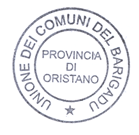 UNIONE DEI COMUNI DEL BARIGADU
PROVINCIA
DI
ORISTANO